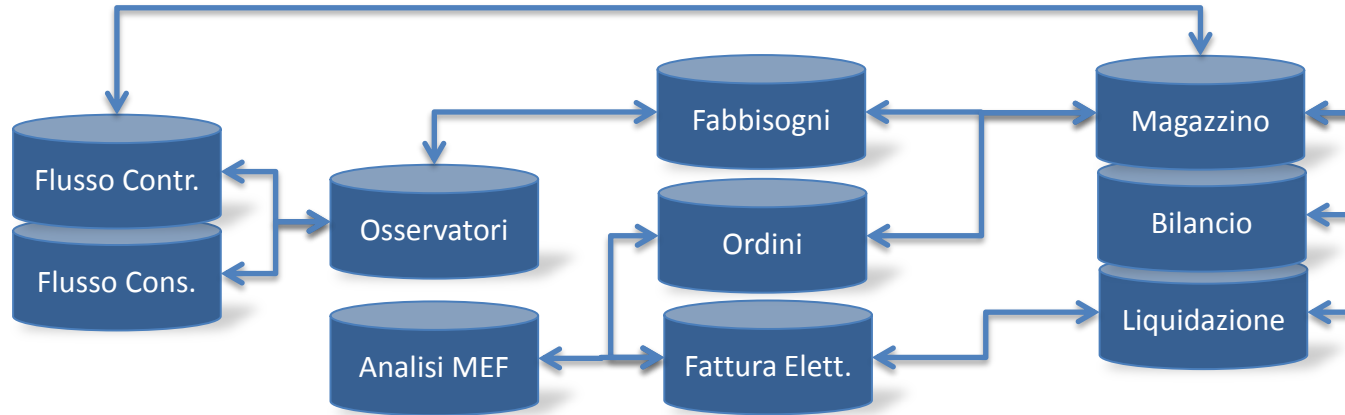 Flusso Contr.
Flusso Cons.
Osservatori
Analisi MEF
Fabbisogni
Ordini
Fattura Elett.
Magazzino
Bilancio
Liquidazione